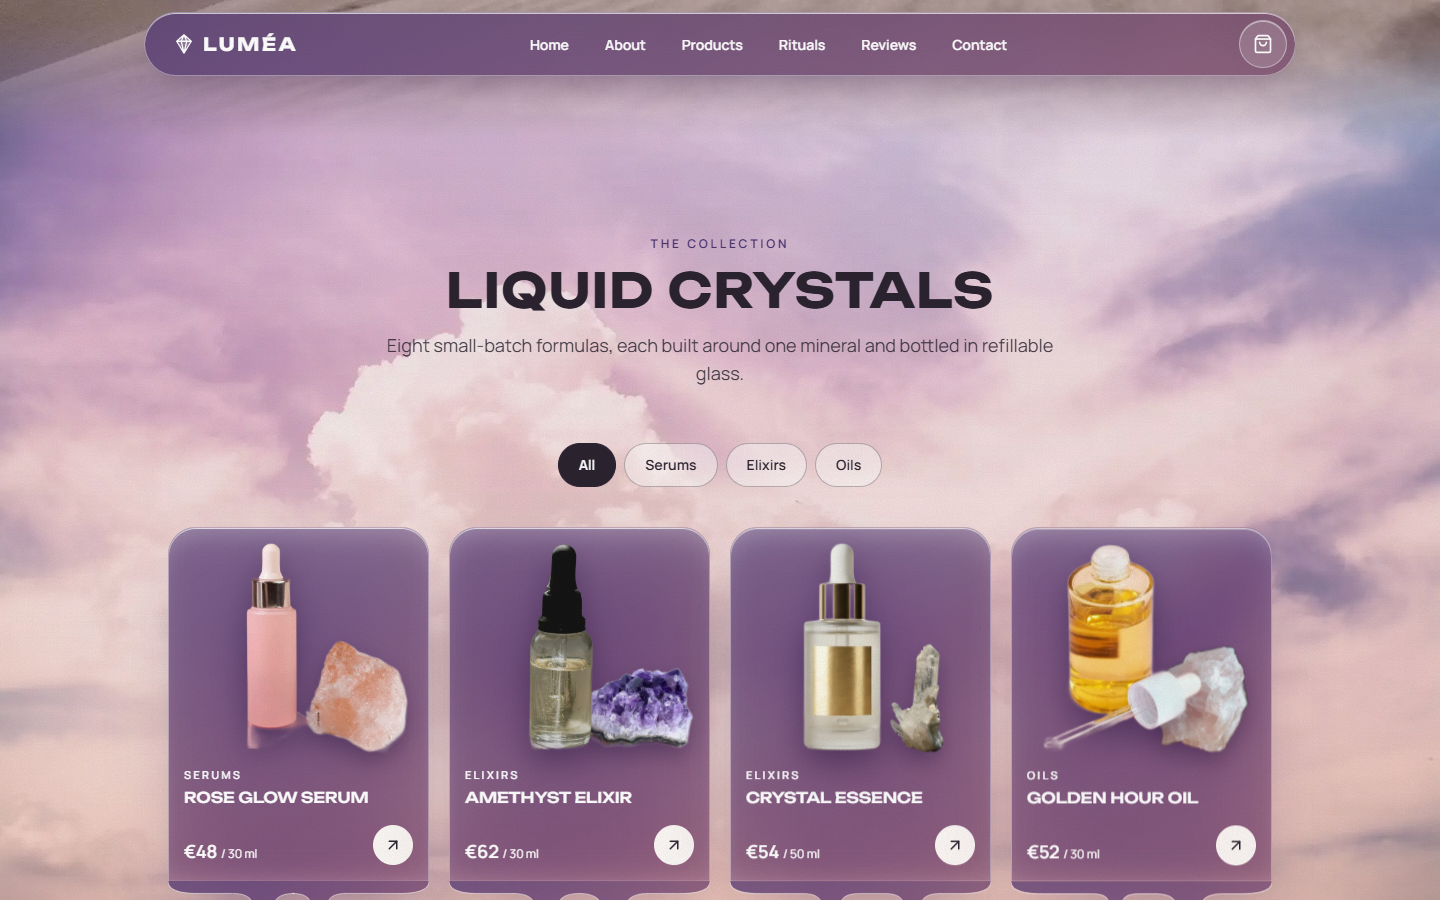 LUMÉA
Home
About
Products
Rituals
Reviews
Contact
THE COLLECTION
LIQUID CRYSTALS
Eight small-batch formulas, each built around one mineral and bottled in refillable
glass.
All
Serums
Elixirs
Oils
SERUMS
ROSE GLOW SERUM
€48 / 30 ml
ELIXIRS
AMETHYST ELIXIR
€62 / 30 ml
ELIXIRS
CRYSTAL ESSENCE
€54 / 50 ml
OILS
GOLDEN HOUR OIL
€52 / 30 ml